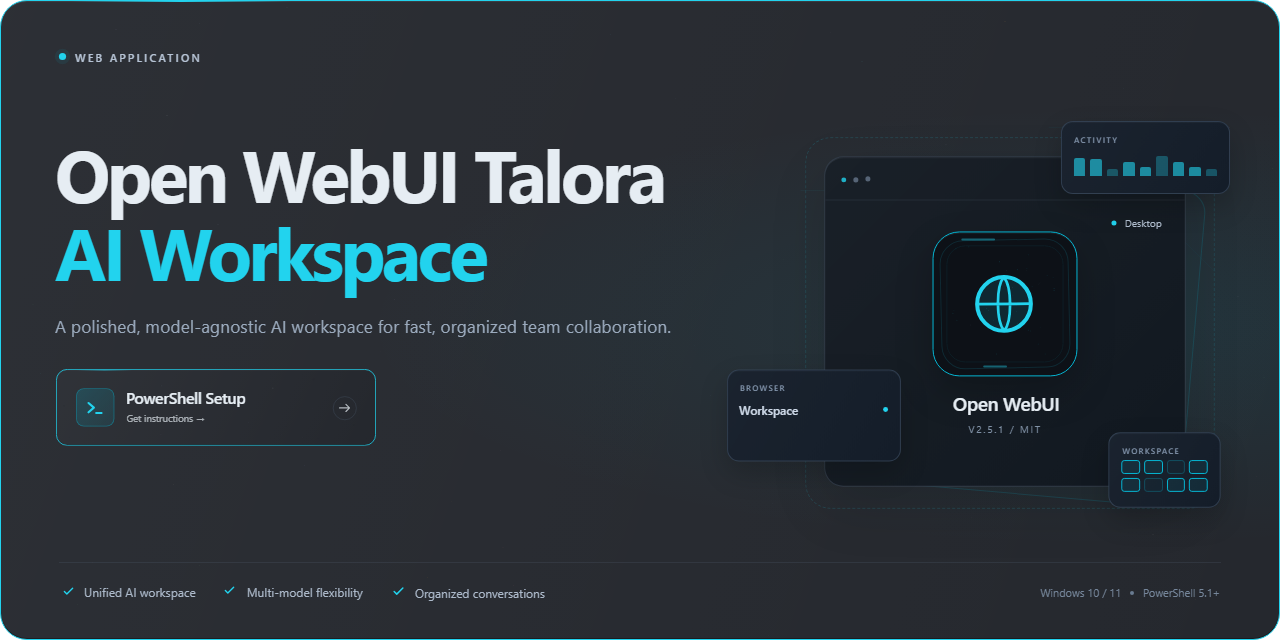 WEB APPLICATION
Open WebUI Talora
AI Workspace
A polished, model-agnostic AI workspace for fast, organized team collaboration.
PowerShell Setup
Get instructions →
ACTIVITY
Desktop
BROWSER
Workspace
Open WebUI
V2.5.1 / MIT
WORKSPACE
Unified AI workspace
Multi-model flexibility
Organized conversations
Windows 10 / 11 • PowerShell 5.1+